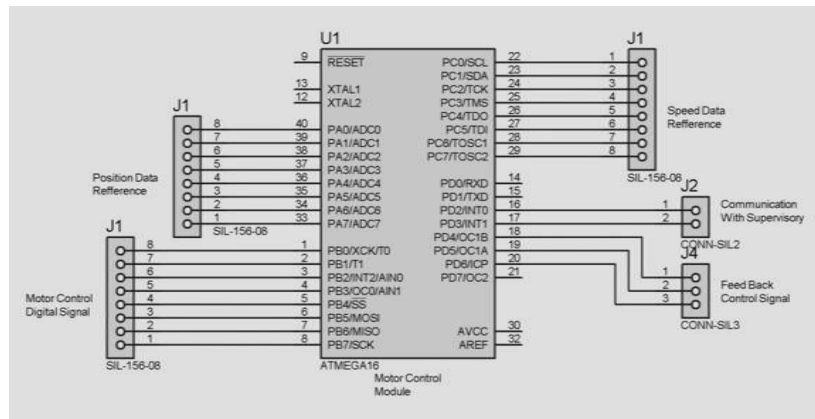 U1
9 RESET
13 XTAL1
12 XTAL2
40 PA0/ADC0
39 PA1/ADC1
38 PA2/ADC2
37 PA3/ADC3
36 PA4/ADC4
35 PA5/ADC5
34 PA6/ADC6
33 PA7/ADC7
1 PB0/XCK/T0
2 PB1/T1
3 PB2/INT2/AIN0
4 PB3/OC0/AIN1
5 PB4/SS
6 PB5/MOSI
7 PB6/MISO
8 PB7/SCK
PC0/SCL 22
PC1/SDA 23
PC2/TCK 24
PC3/TMS 25
PC4/TDO 26
PC5/TDI 27
PC6/TOSC1 28
PC7/TOSC2 29
PD0/RXD 14
PD1/TXD 15
PD2/INT0 16
PD3/INT1 17
PD4/OC1B 18
PD5/OC1A 19
PD6/ICP 20
PD7/OC2 21
AVCC 30
AREF 32
ATMEGA16
Motor Control
Module
J1
8
7
6
5
4
3
2
1
SIL-156-08
Position Data
Refference
J1
8
7
6
5
4
3
2
1
SIL-156-08
Motor Control
Digital Signal
J1
1
2
3
4
5
6
7
8
SIL-156-08
Speed Data
Refference
J2
1
2
CONN-SIL2
Communication
With Supervisory
J4
1
2
3
CONN-SIL3
Feed Back
Control Signal